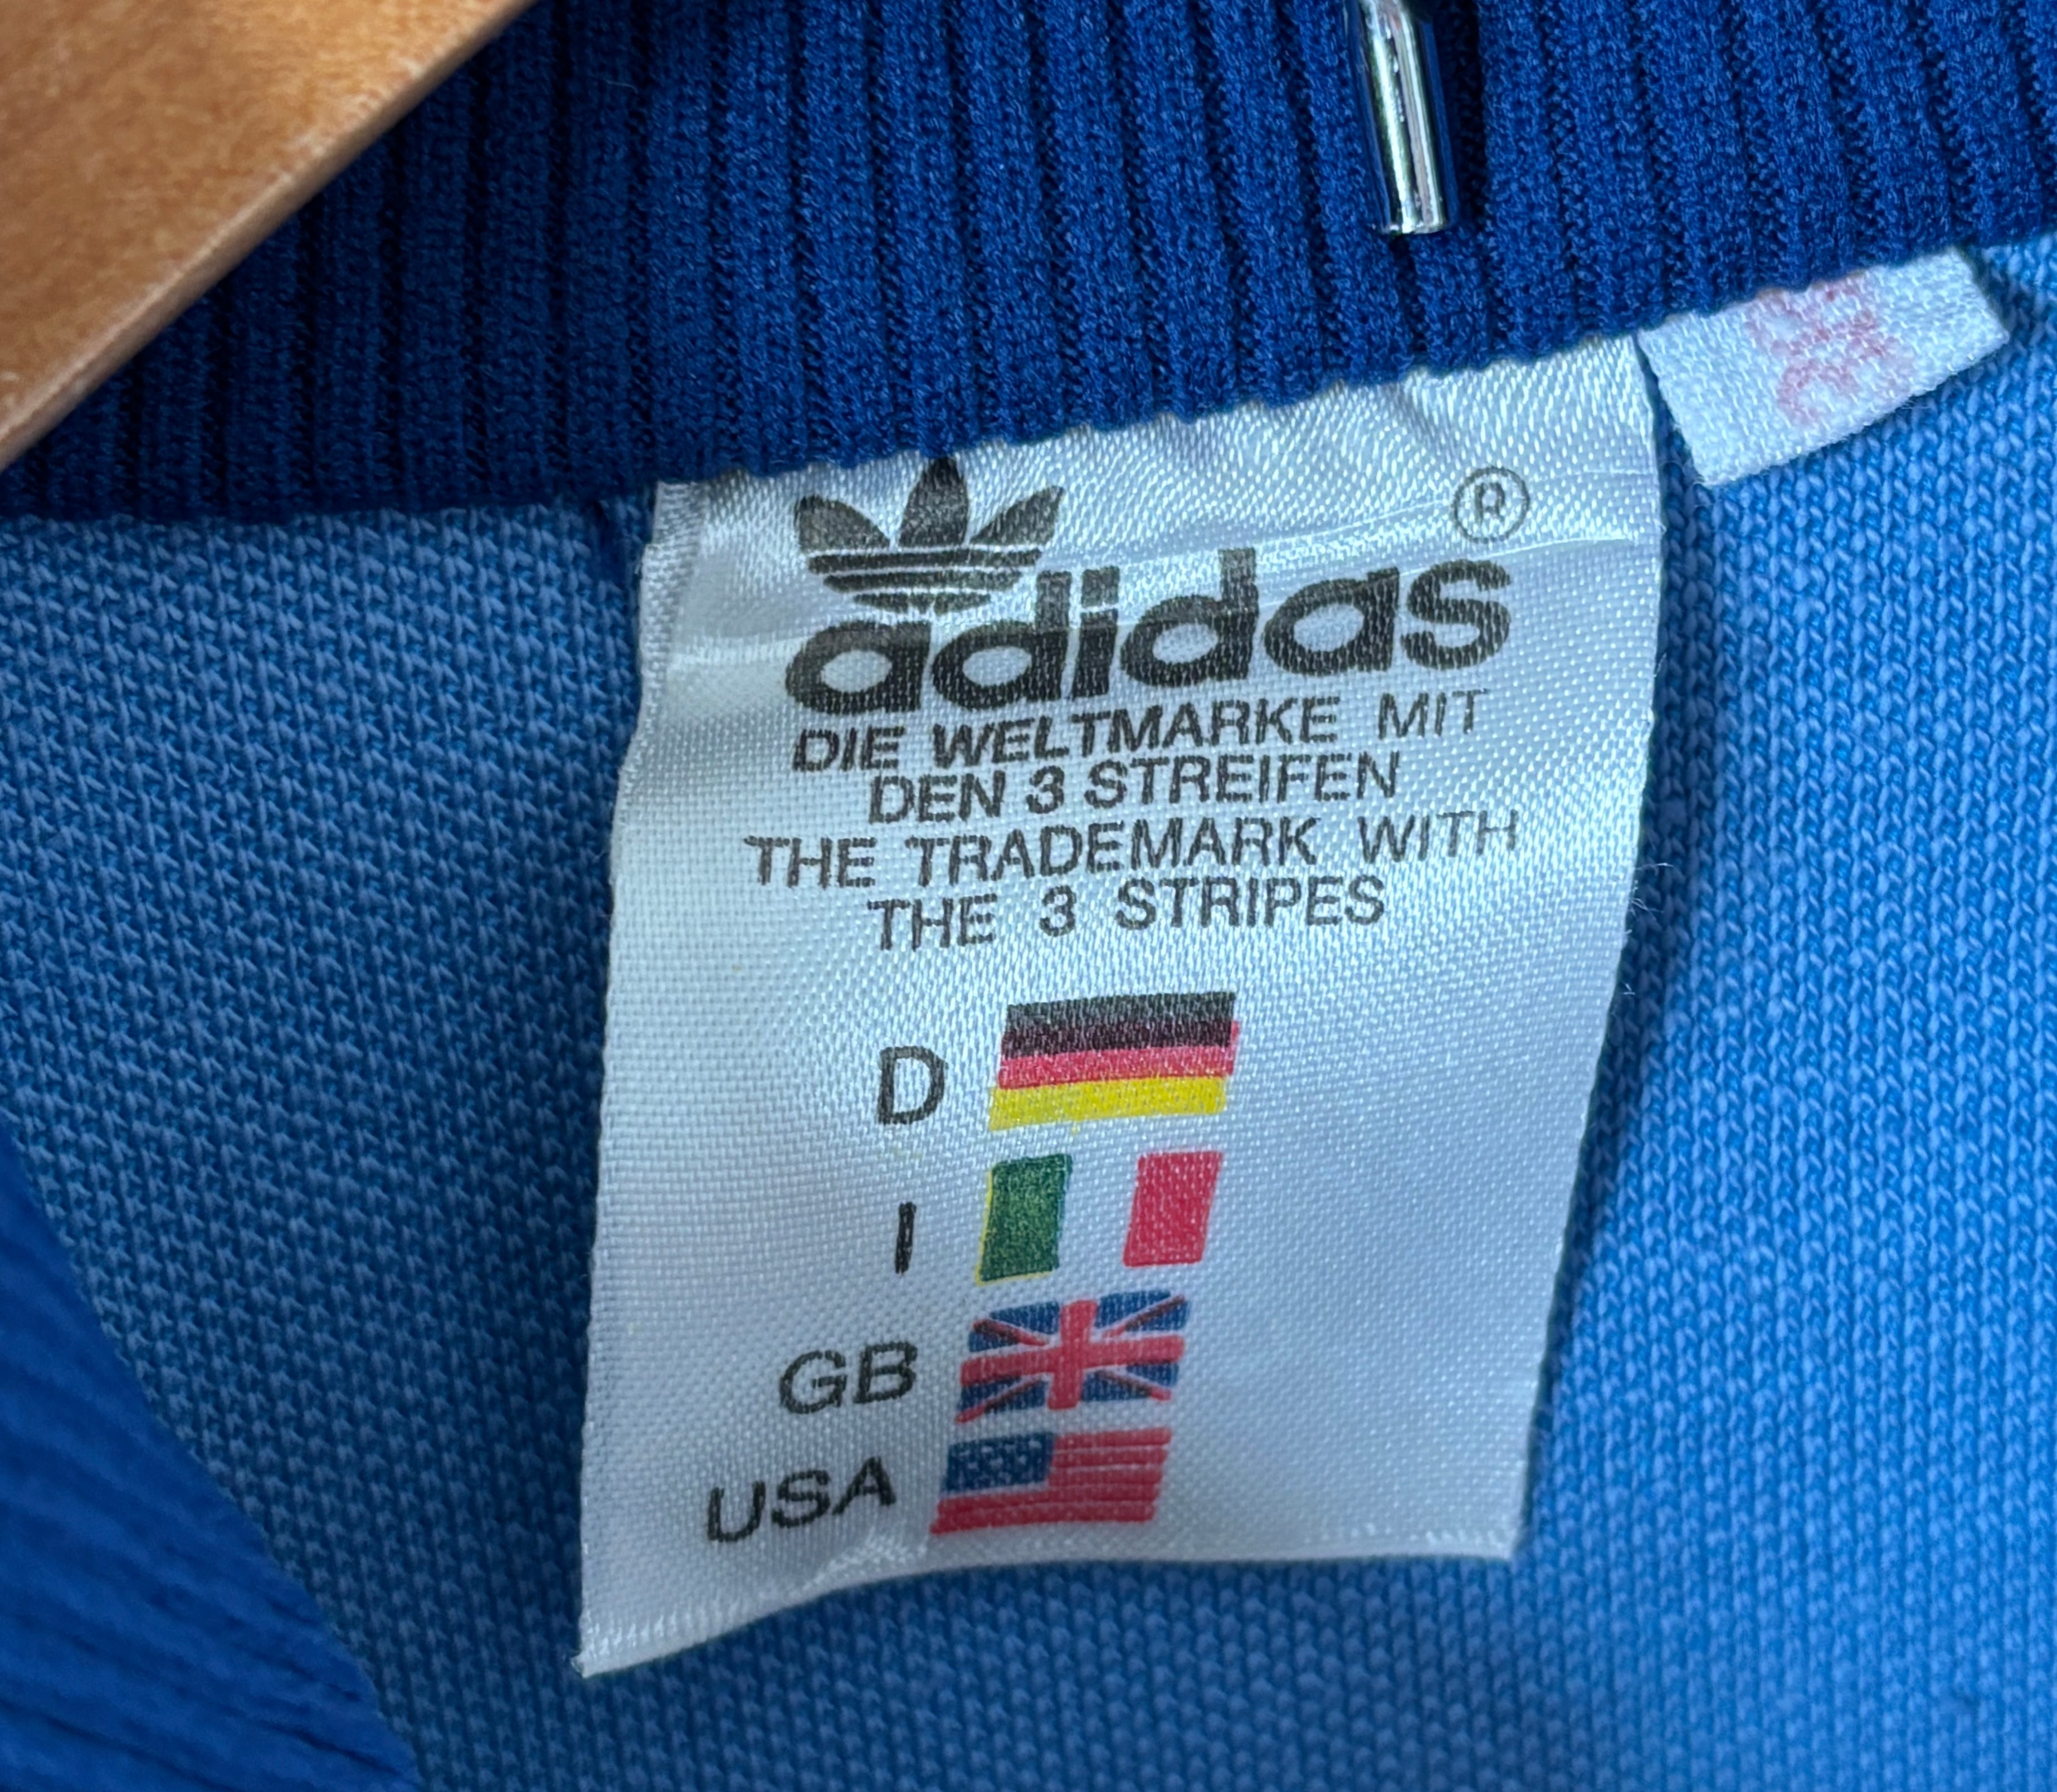 ®
adidas
DIE WELTMARKE MIT
DEN 3 STREIFEN
THE TRADEMARK WITH
THE 3 STRIPES
D
I
GB
USA